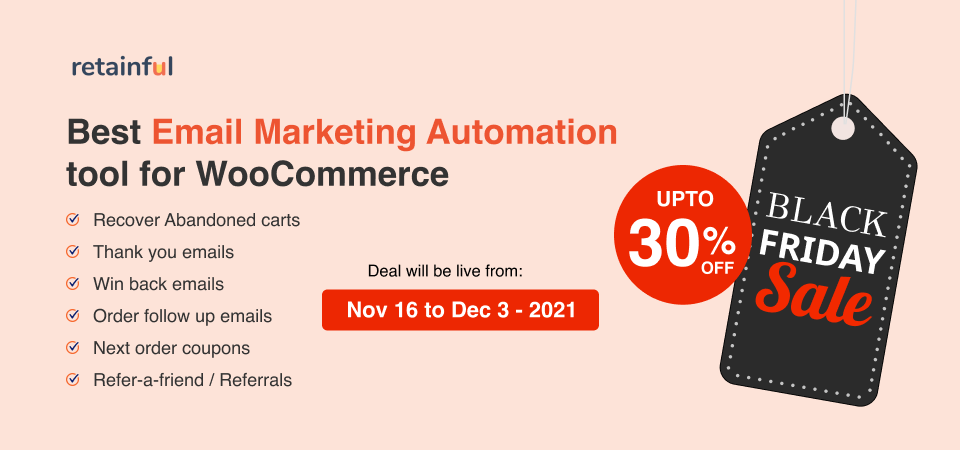 retainful
Best Email Marketing Automation
tool for WooCommerce
Recover Abandoned carts
Thank you emails
Win back emails
Order follow up emails
Next order coupons
Refer-a-friend / Referrals
Deal will be live from:
Nov 16 to Dec 3 - 2021
UPTO
30%
OFF
BLACK
FRIDAY
Sale